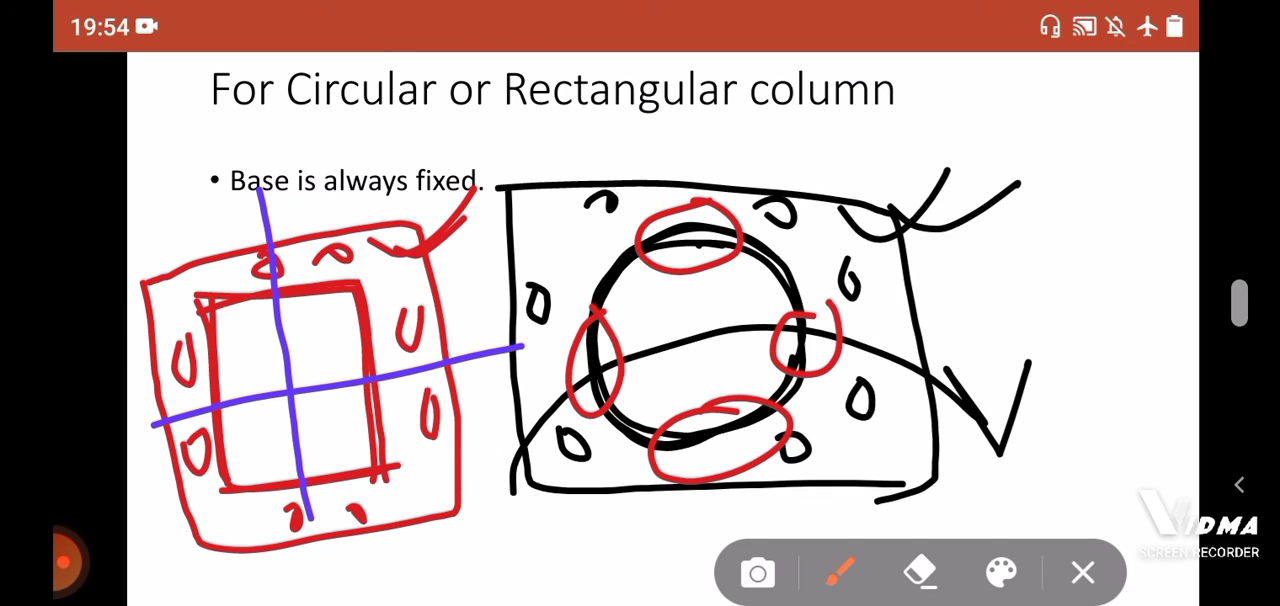 19:54
For Circular or Rectangular column
• Base is always fixed.
VIDMA
SCREEN RECORDER